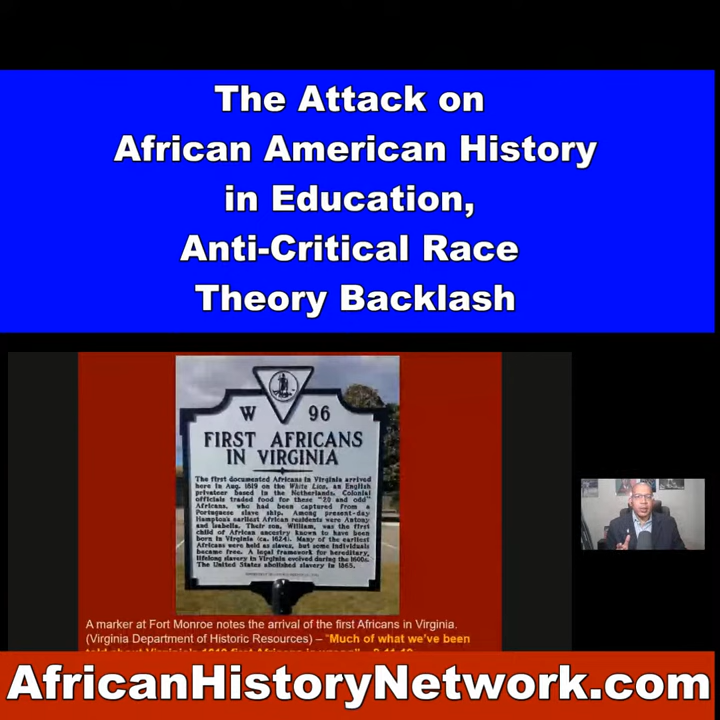 The Attack on
African American History
in Education,
Anti-Critical Race
Theory Backlash
W 96
FIRST AFRICANS
IN VIRGINIA
The first documented Africans in Virginia arrived
here in Aug. 1619 on the White Lion, an English
privateer based in the Netherlands. Colonial
officials traded food for these "20 and odd"
Africans, who had been captured from a
Portuguese slave ship. Among present-day
Hampton's earliest African residents were Antony
and Isabella. Their son, William, was the first
child of African ancestry known to have been
born in Virginia (ca. 1624). Many of the earliest
Africans were held as slaves, but some individuals
became free. A legal framework for hereditary,
lifelong slavery in Virginia evolved during the 1600s.
The United States abolished slavery in 1865.
A marker at Fort Monroe notes the arrival of the first Africans in Virginia.
(Virginia Department of Historic Resources) – "Much of what we've been
AfricanHistoryNetwork.com